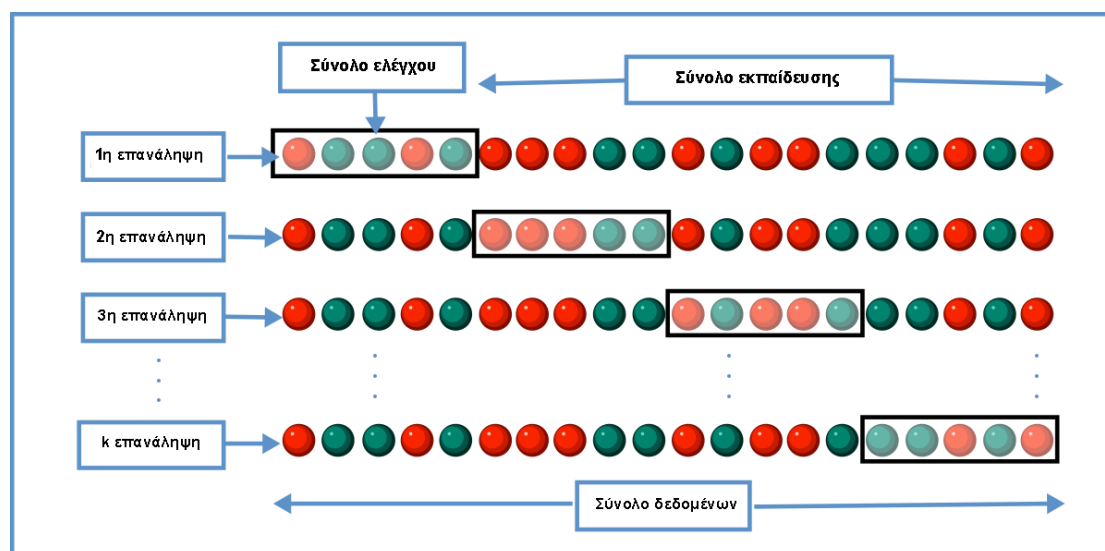 Σύνολο ελέγχου
Σύνολο εκπαίδευσης
1η επανάληψη
2η επανάληψη
3η επανάληψη
k επανάληψη
Σύνολο δεδομένων